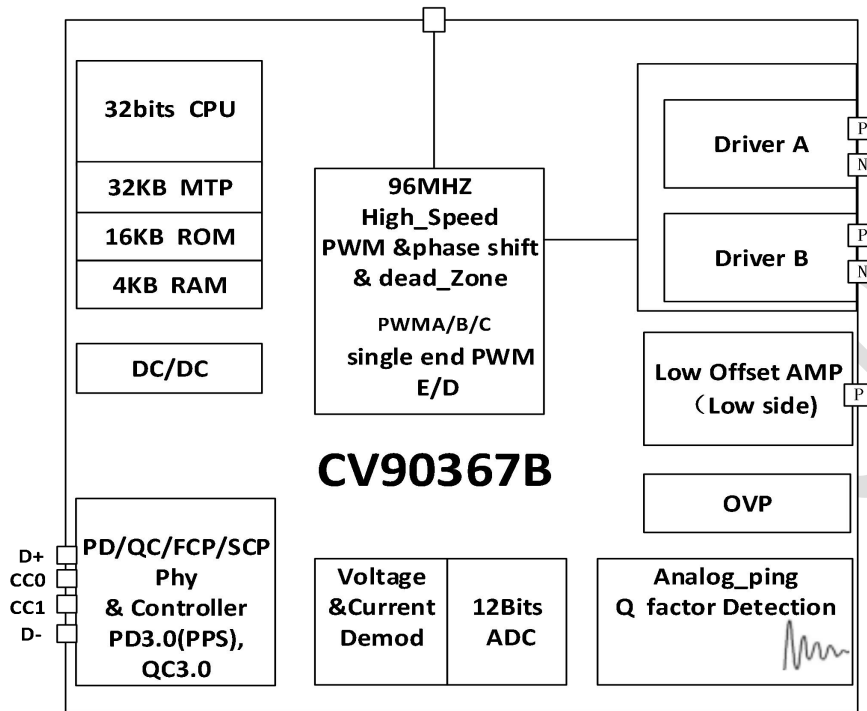 32bits CPU
32KB MTP
16KB ROM
4KB RAM
DC/DC
96MHZ
High_Speed
PWM &phase shift
& dead_Zone
PWMA/B/C
single end PWM
E/D
Driver A
P
N
Driver B
P
N
Low Offset AMP
（Low side)
P
CV90367B
OVP
D+
CC0
CC1
D-
PD/QC/FCP/SCP
Phy
& Controller
PD3.0(PPS),
QC3.0
Voltage
&Current
Demod
12Bits
ADC
Analog_ping
Q factor Detection